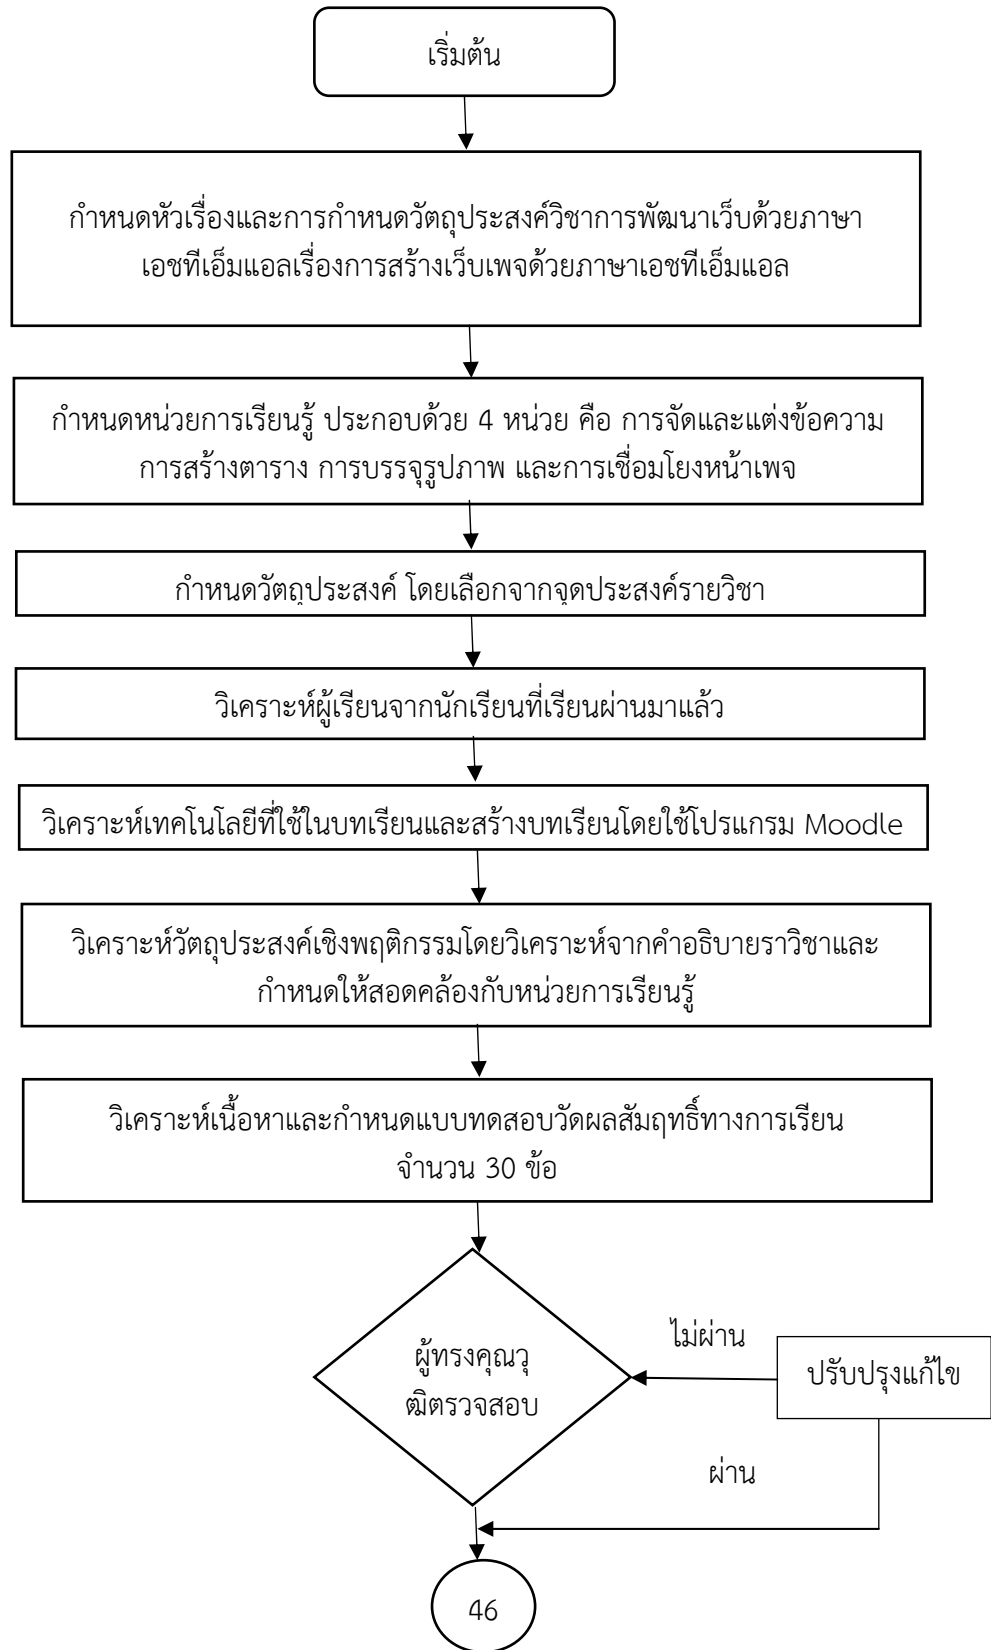 เริ่มต้น
กำหนดหัวเรื่องและการกำหนดวัตถุประสงค์วิชาการพัฒนาเว็บด้วยภาษา
เอชทีเอ็มแอลเรื่องการสร้างเว็บเพจด้วยภาษาเอชทีเอ็มแอล
กำหนดหน่วยการเรียนรู้ ประกอบด้วย 4 หน่วย คือ การจัดและแต่งข้อความ
การสร้างตาราง การบรรจุรูปภาพ และการเชื่อมโยงหน้าเพจ
กำหนดวัตถุประสงค์ โดยเลือกจากจุดประสงค์รายวิชา
วิเคราะห์ผู้เรียนจากนักเรียนที่เรียนผ่านมาแล้ว
วิเคราะห์เทคโนโลยีที่ใช้ในบทเรียนและสร้างบทเรียนโดยใช้โปรแกรม Moodle
วิเคราะห์วัตถุประสงค์เชิงพฤติกรรมโดยวิเคราะห์จากคำอธิบายราวิชาและ
กำหนดให้สอดคล้องกับหน่วยการเรียนรู้
วิเคราะห์เนื้อหาและกำหนดแบบทดสอบวัดผลสัมฤทธิ์ทางการเรียน
จำนวน 30 ข้อ
ผู้ทรงคุณวุ
ฒิตรวจสอบ
ไม่ผ่าน
ปรับปรุงแก้ไข
ผ่าน
46